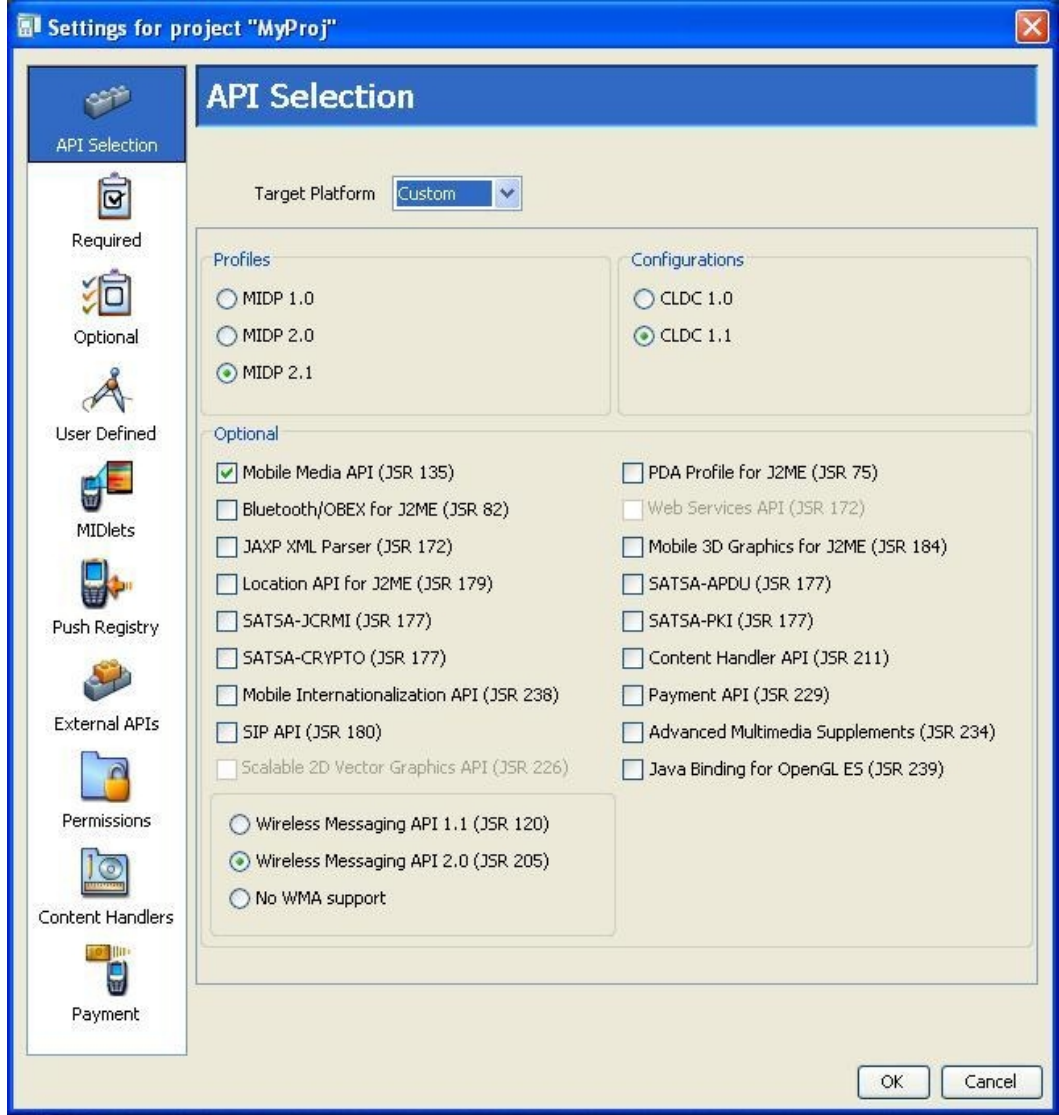 Settings for project "MyProj"
API Selection
Required
Optional
User Defined
MIDlets
Push Registry
External APIs
Permissions
Content Handlers
Payment
API Selection
Target Platform Custom
Profiles
MIDP 1.0
MIDP 2.0
MIDP 2.1
Configurations
CLDC 1.0
CLDC 1.1
Optional
Mobile Media API (JSR 135)
Bluetooth/OBEX for J2ME (JSR 82)
JAXP XML Parser (JSR 172)
Location API for J2ME (JSR 179)
SATSA-JCRMI (JSR 177)
SATSA-CRYPTO (JSR 177)
Mobile Internationalization API (JSR 238)
SIP API (JSR 180)
Scalable 2D Vector Graphics API (JSR 226)
PDA Profile for J2ME (JSR 75)
Web Services API (JSR 172)
Mobile 3D Graphics for J2ME (JSR 184)
SATSA-APDU (JSR 177)
SATSA-PKI (JSR 177)
Content Handler API (JSR 211)
Payment API (JSR 229)
Advanced Multimedia Supplements (JSR 234)
Java Binding for OpenGL ES (JSR 239)
Wireless Messaging API 1.1 (JSR 120)
Wireless Messaging API 2.0 (JSR 205)
No WMA support
OK
Cancel